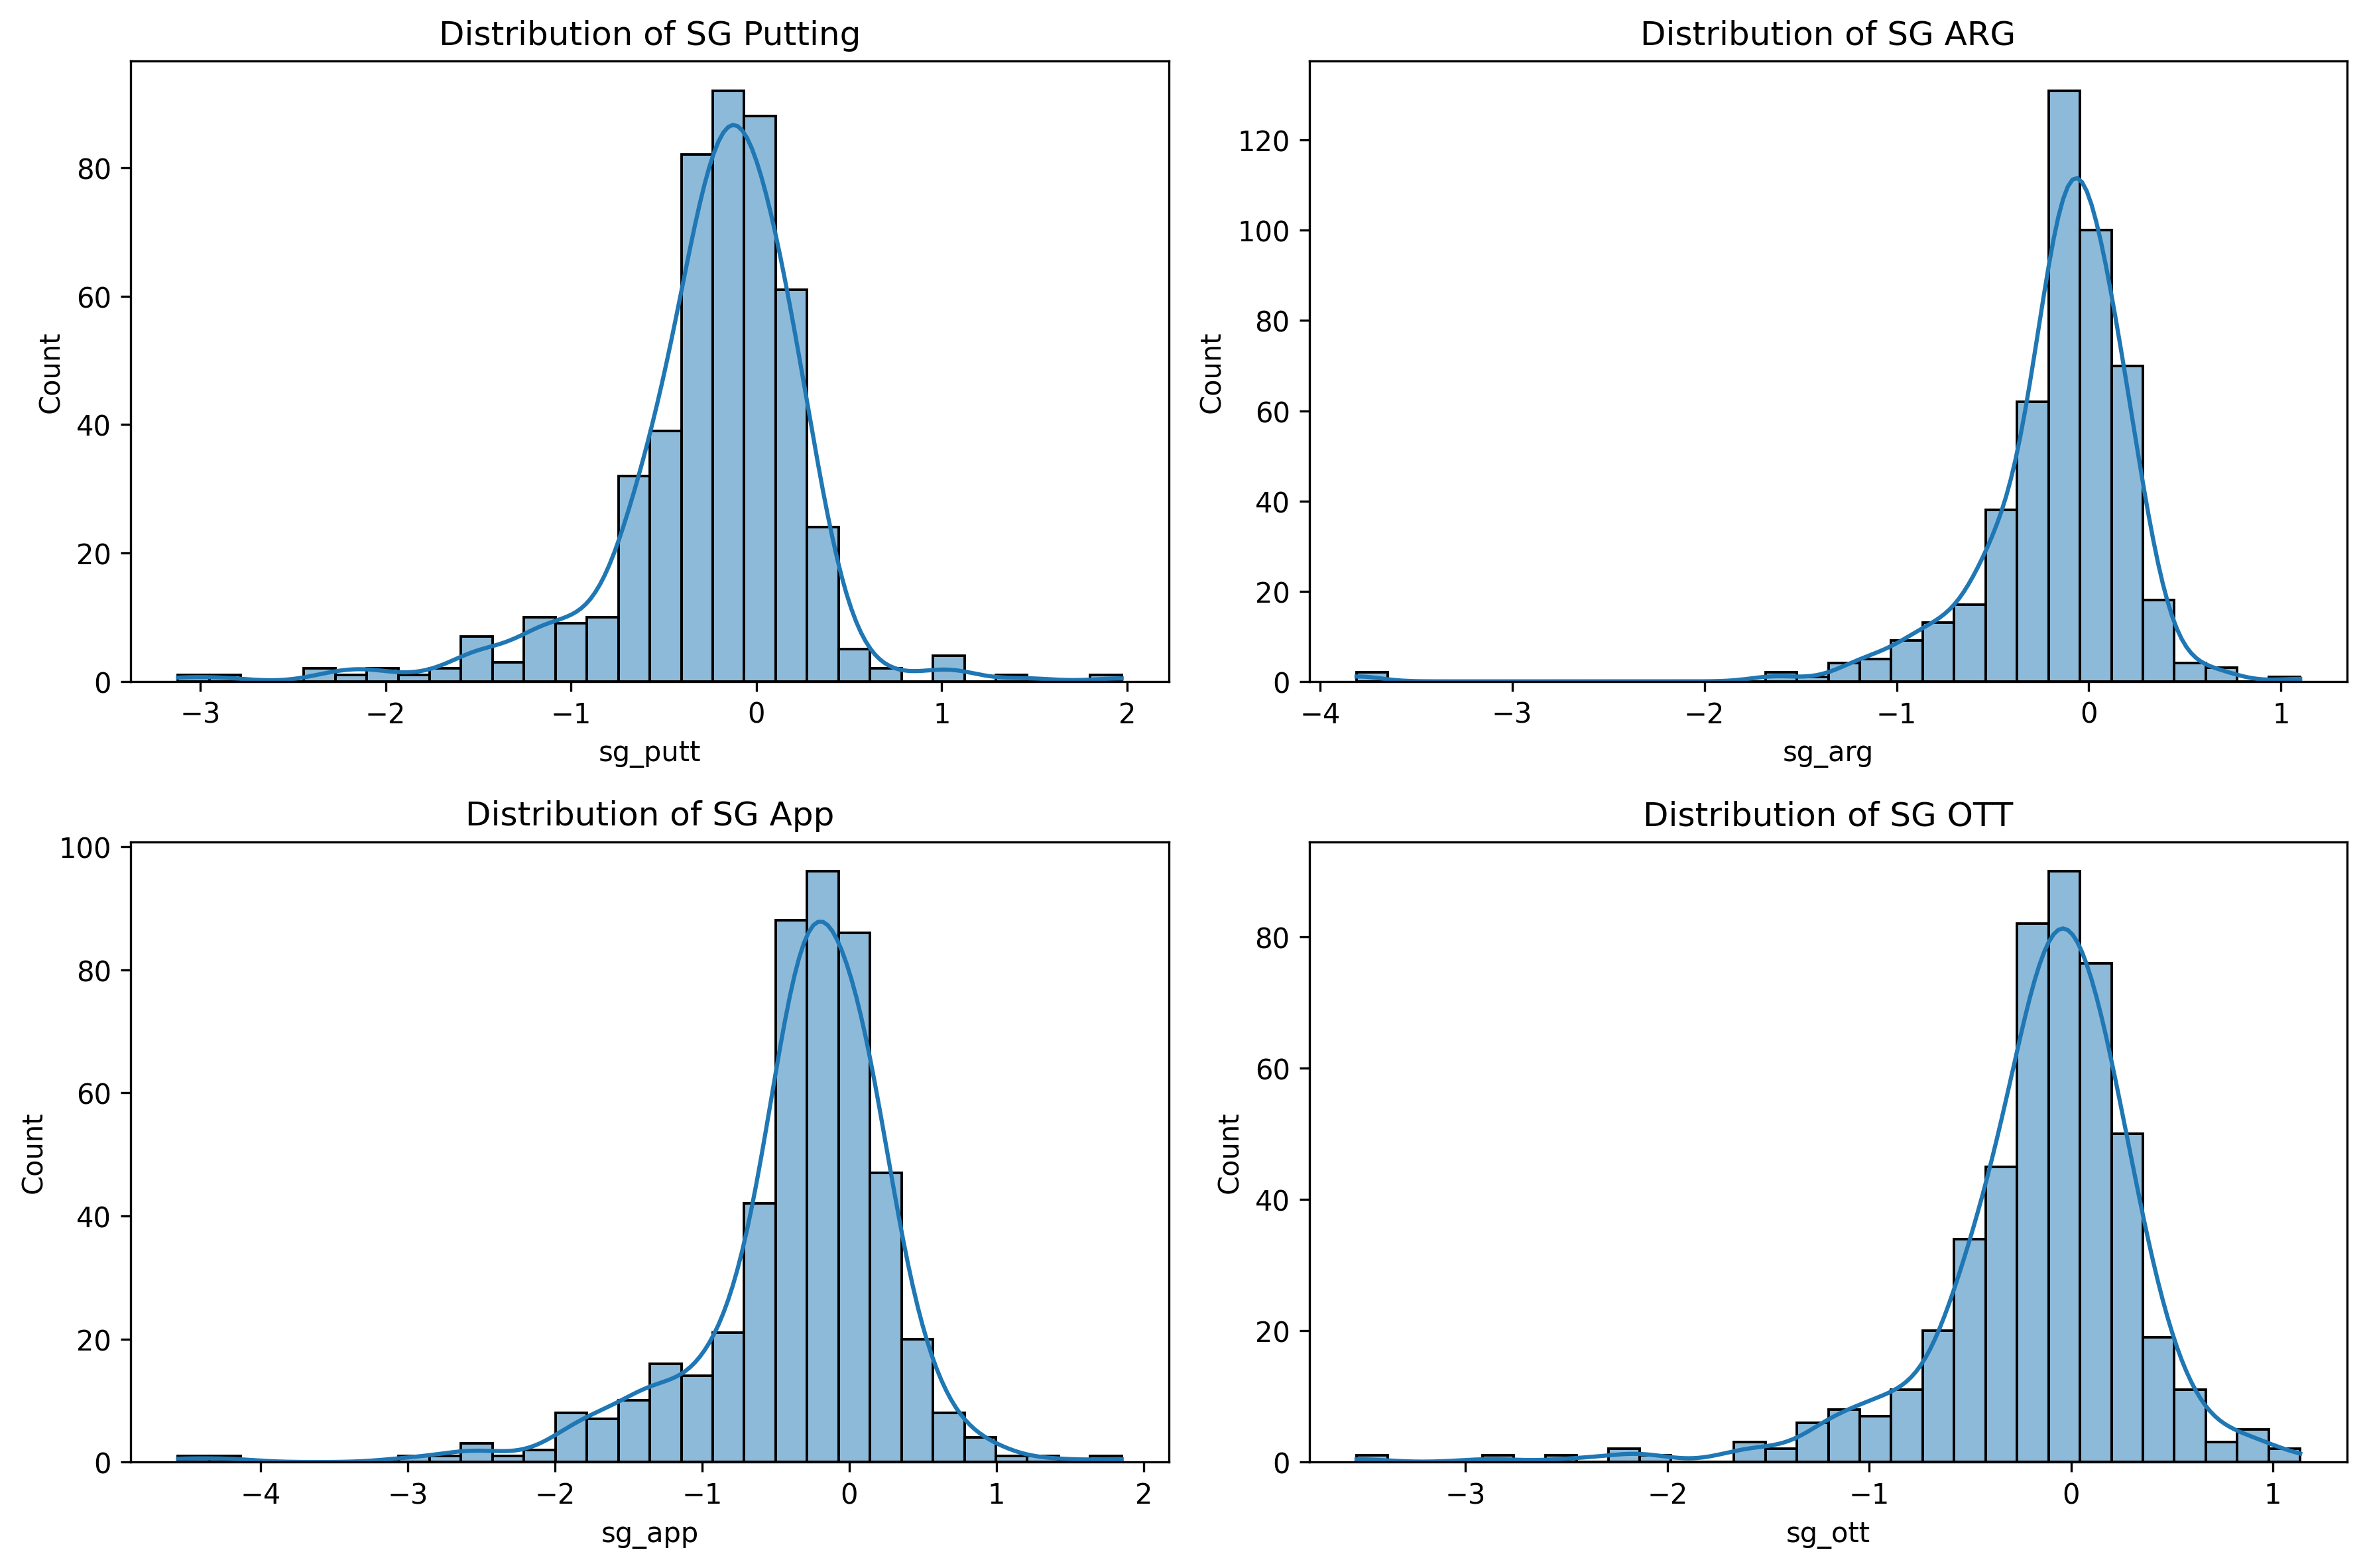 Distribution of SG Putting
Count
80
60
40
20
0
−3 −2 −1 0 1 2
sg_putt
Distribution of SG ARG
Count
120
100
80
60
40
20
0
−4 −3 −2 −1 0 1
sg_arg
Distribution of SG App
Count
100
80
60
40
20
0
−4 −3 −2 −1 0 1 2
sg_app
Distribution of SG OTT
Count
80
60
40
20
0
−3 −2 −1 0 1
sg_ott